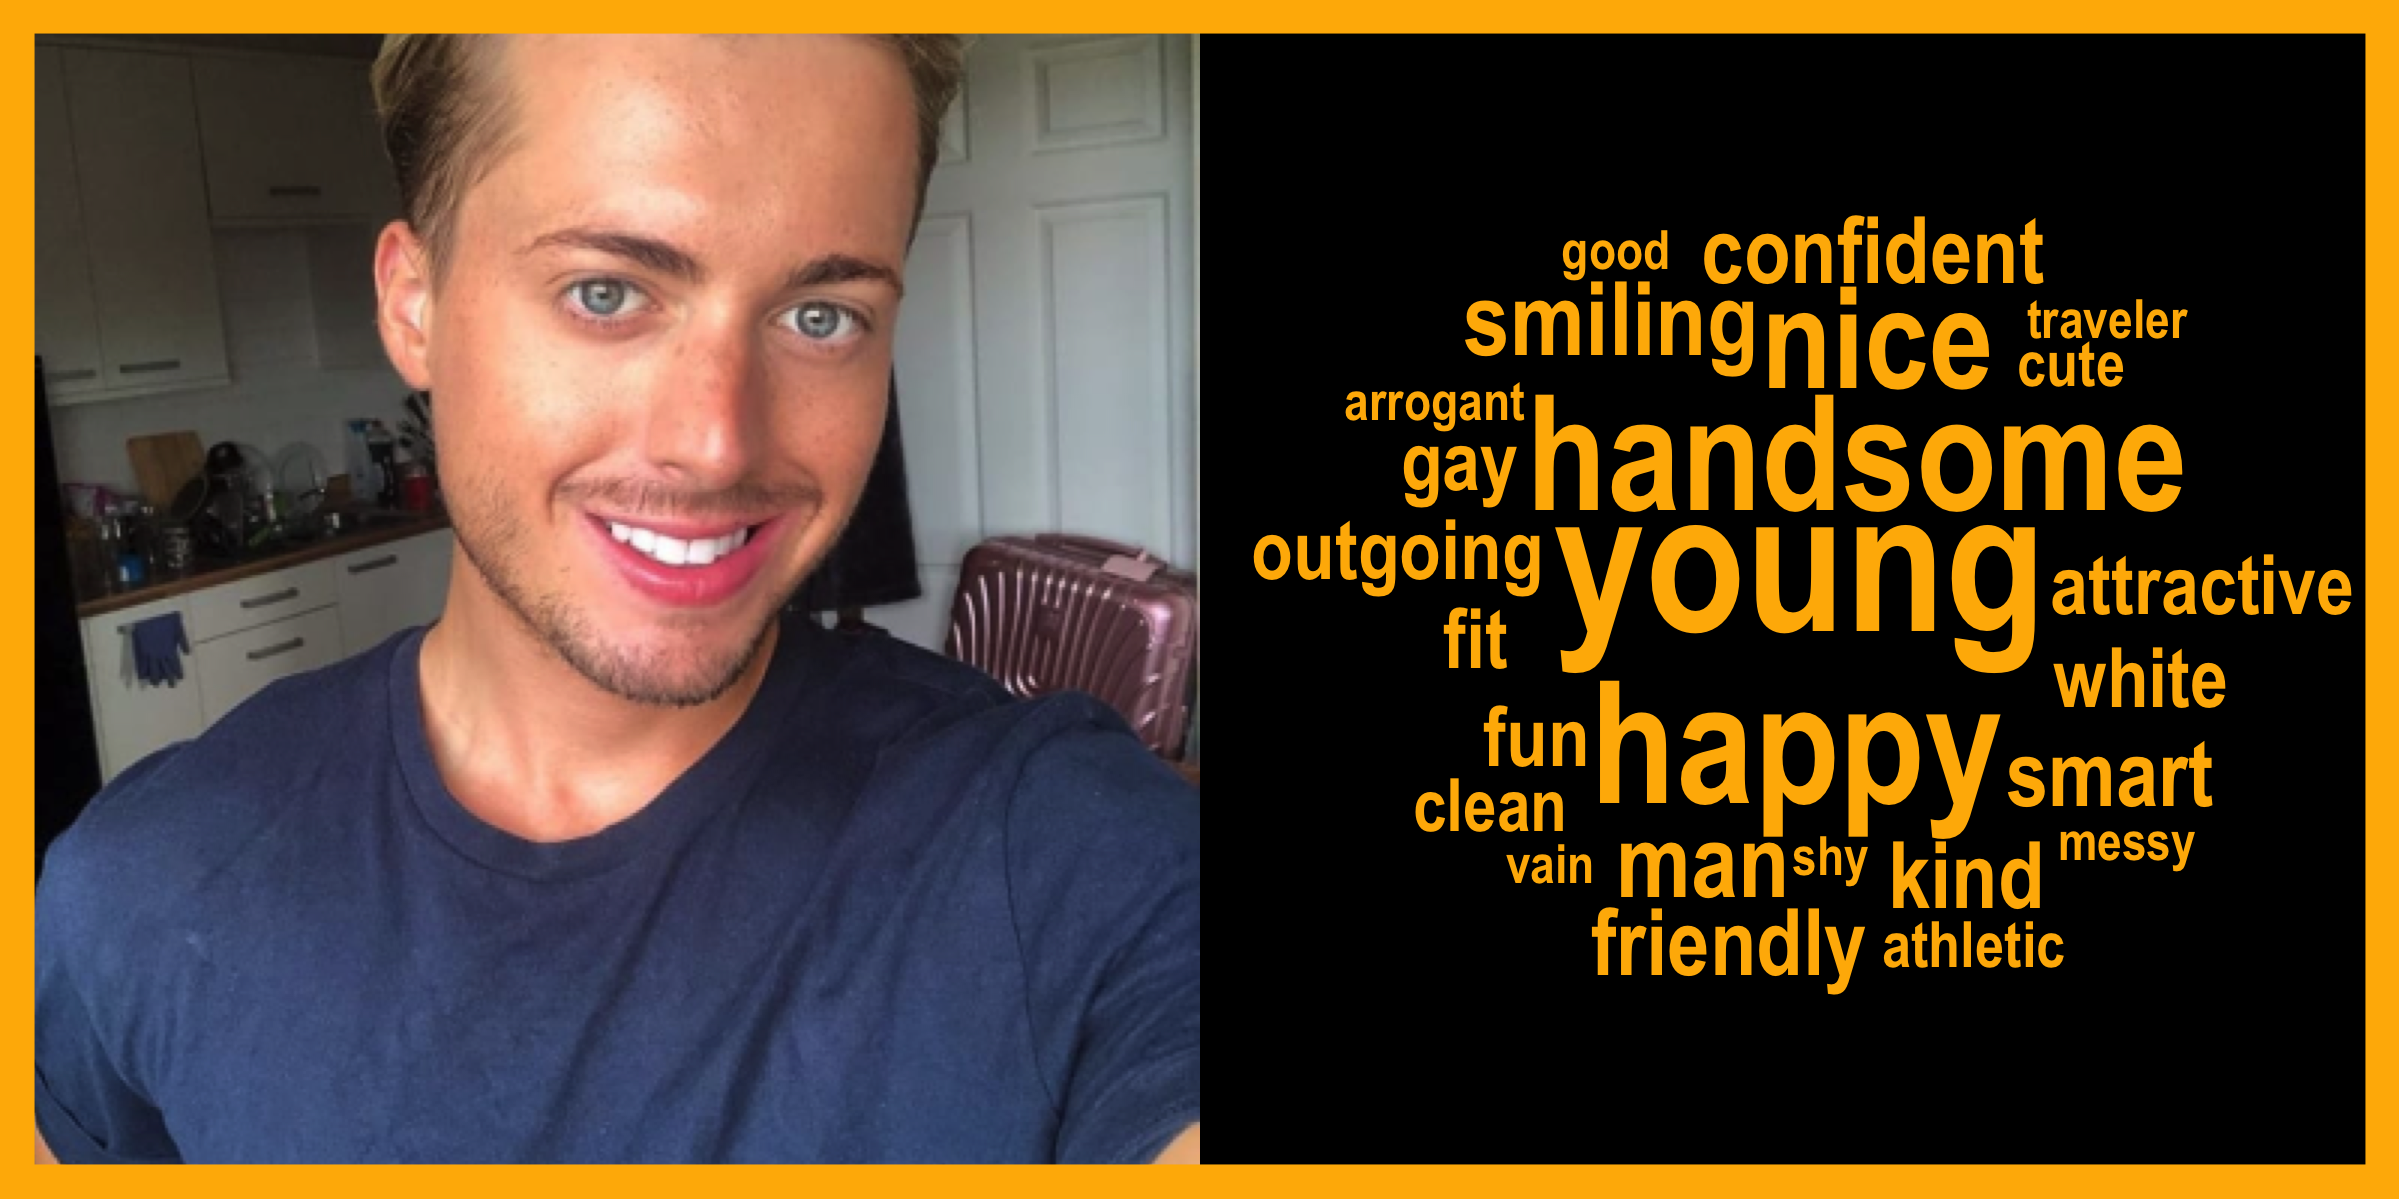 good confident
smiling nice traveler
cute
arrogant
gay handsome
outgoing young attractive
fit
white
fun happy smart
clean
vain man shy kind messy
friendly athletic